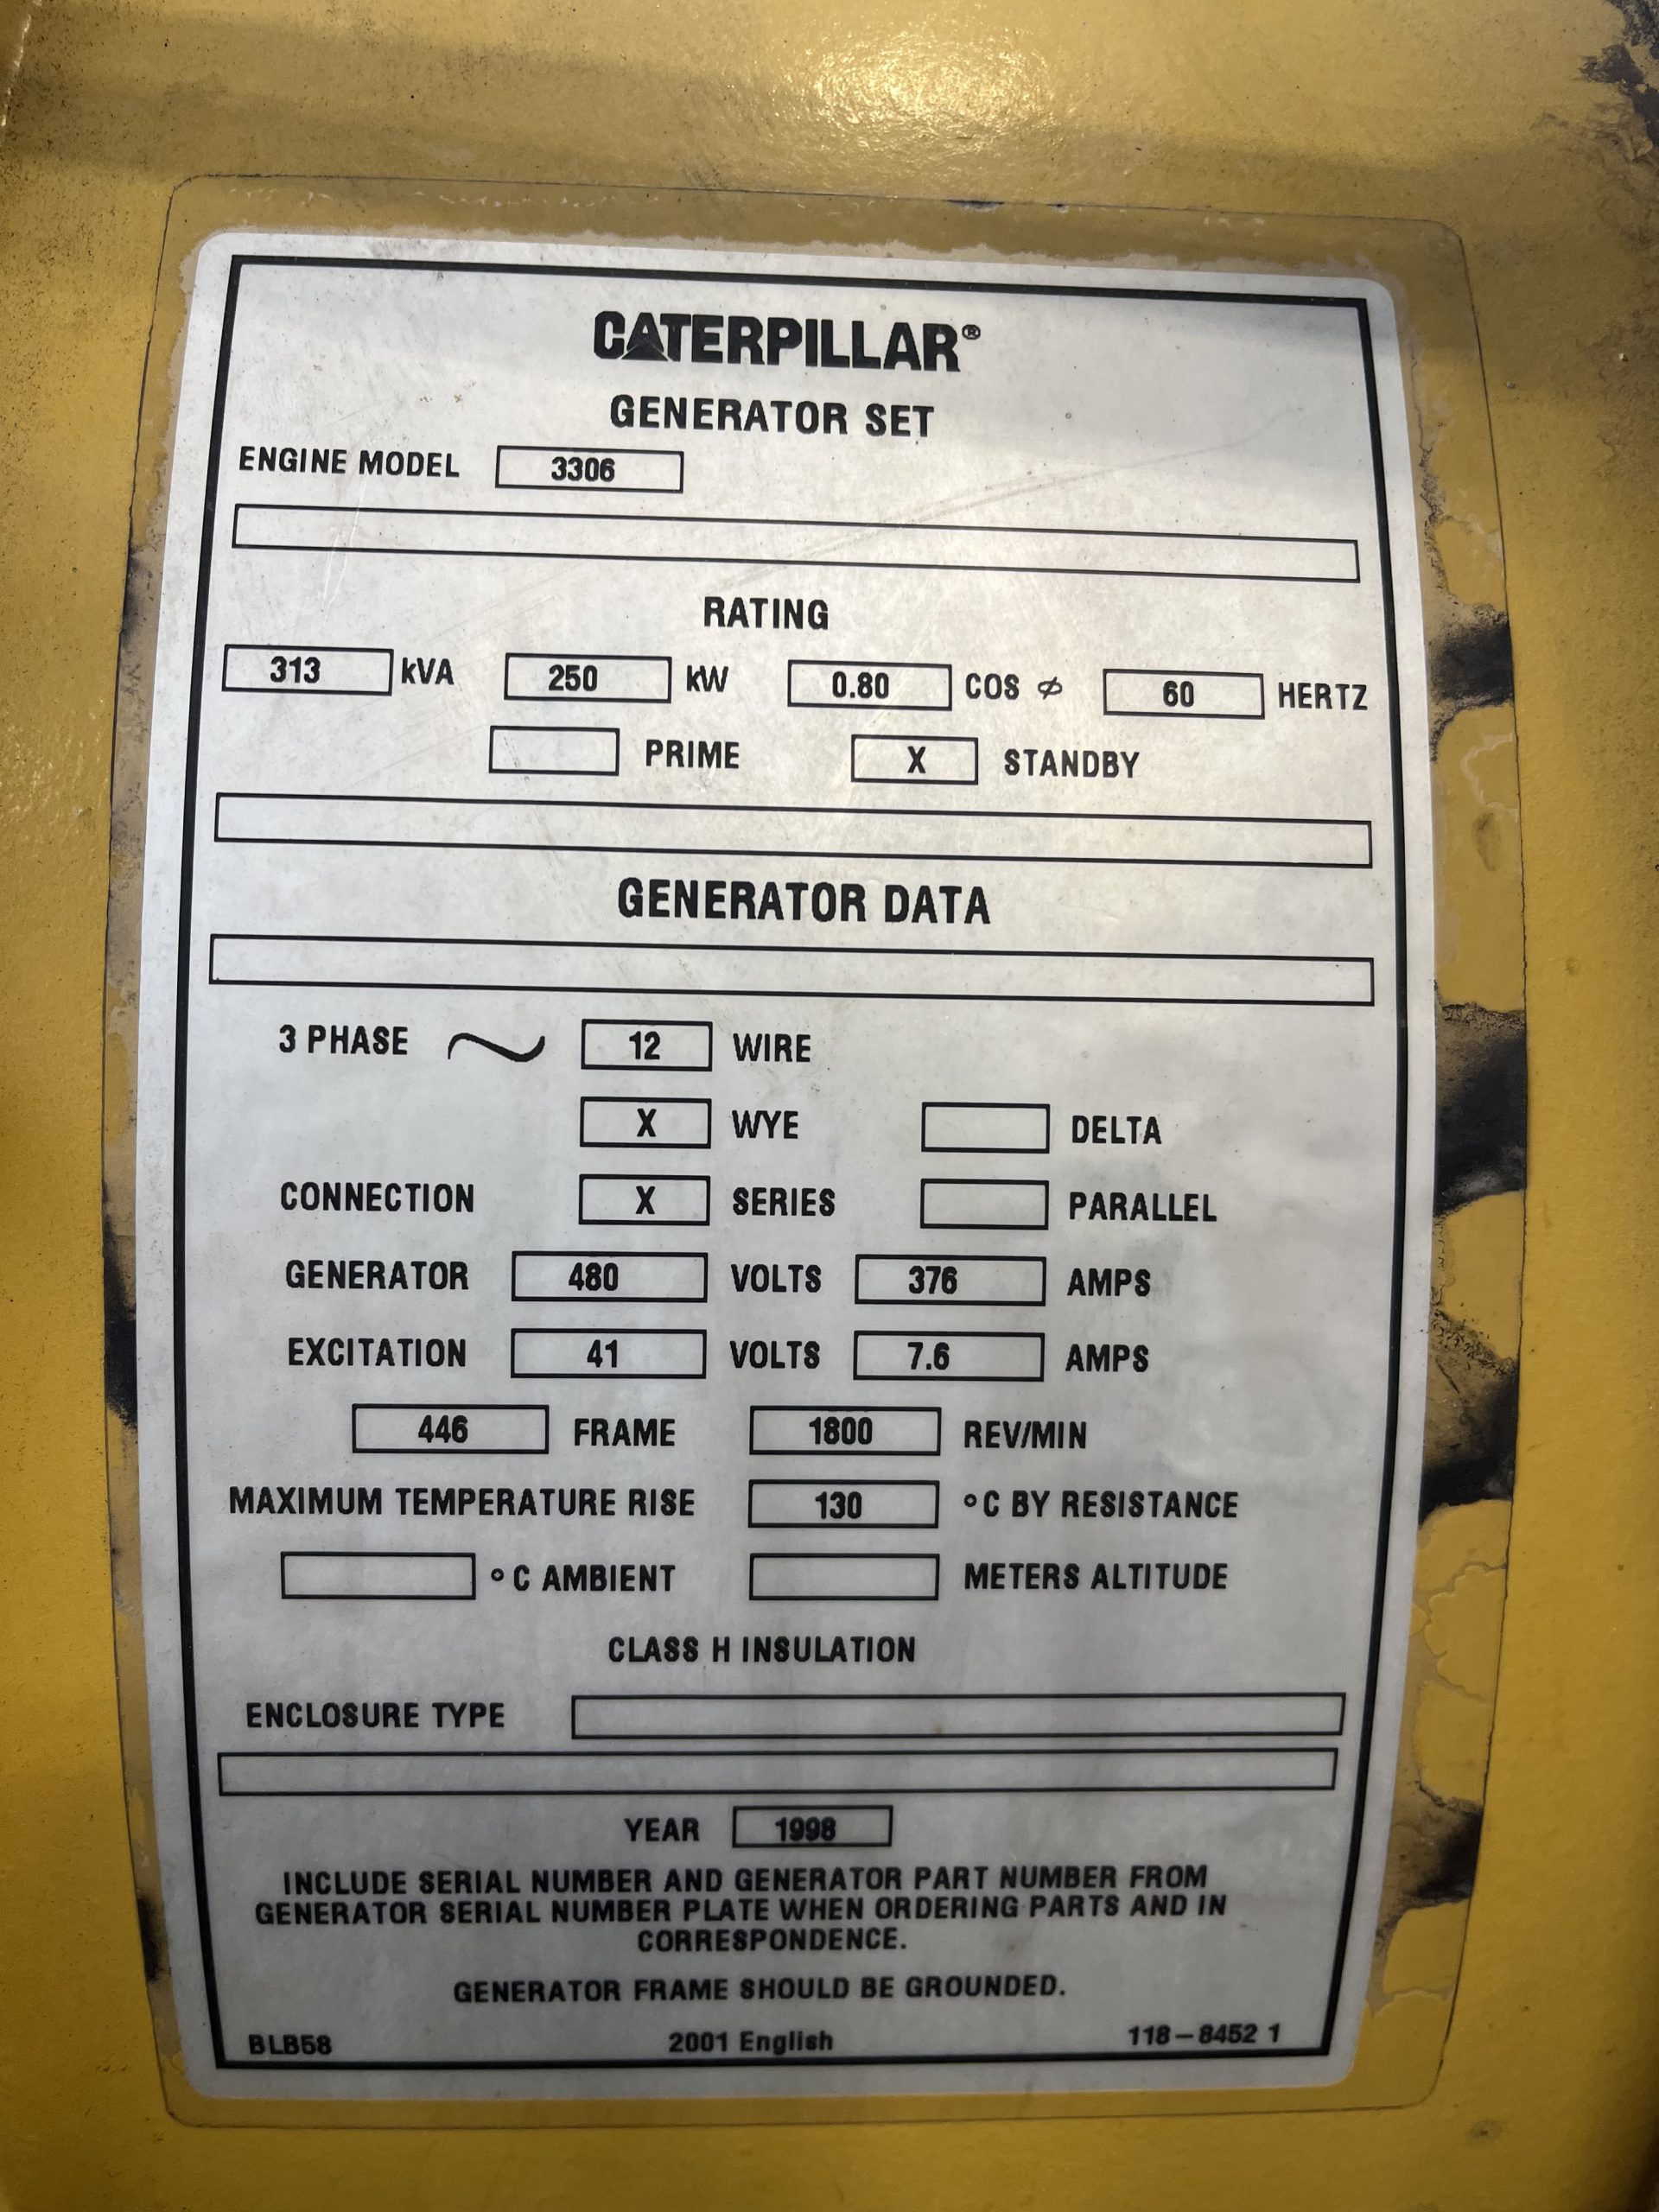 CATERPILLAR®
GENERATOR SET
ENGINE MODEL 3306
RATING
313 kVA 250 kW 0.80 COS ⌀ 60 HERTZ
PRIME X STANDBY
GENERATOR DATA
3 PHASE ~ 12 WIRE
X WYE DELTA
CONNECTION X SERIES PARALLEL
GENERATOR 480 VOLTS 376 AMPS
EXCITATION 41 VOLTS 7.6 AMPS
446 FRAME 1800 REV/MIN
MAXIMUM TEMPERATURE RISE 130 °C BY RESISTANCE
°C AMBIENT METERS ALTITUDE
CLASS H INSULATION
ENCLOSURE TYPE
YEAR 1998
INCLUDE SERIAL NUMBER AND GENERATOR PART NUMBER FROM
GENERATOR SERIAL NUMBER PLATE WHEN ORDERING PARTS AND IN
CORRESPONDENCE.
GENERATOR FRAME SHOULD BE GROUNDED.
BLB58 2001 English 118-8452 1